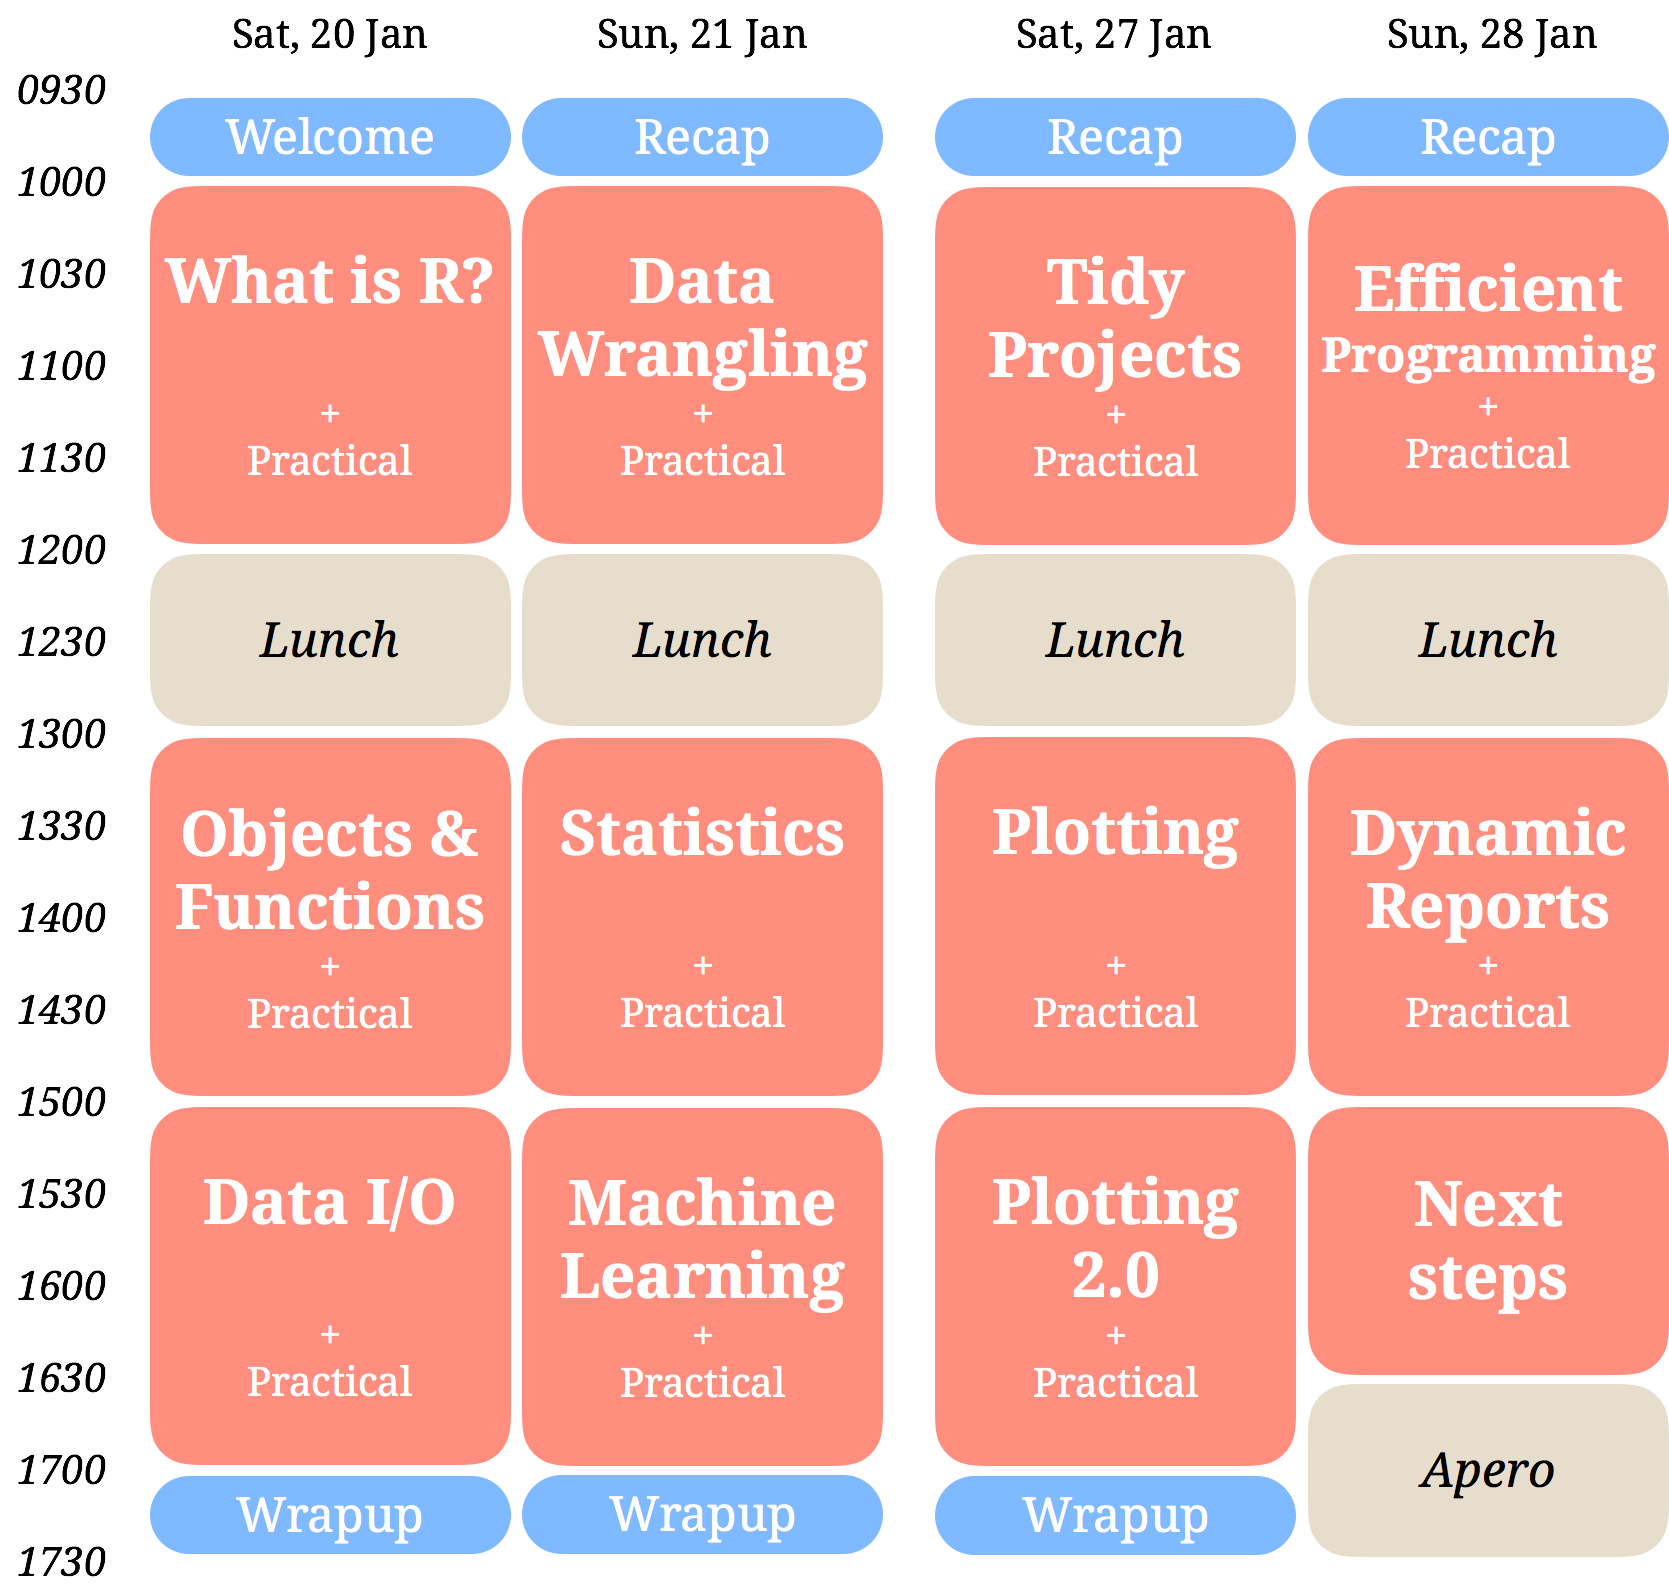 Sat, 20 Jan
Sun, 21 Jan
Sat, 27 Jan
Sun, 28 Jan
0930
Welcome
Recap
Recap
Recap
1000
What is R?
+
Practical
Data
Wrangling
+
Practical
Tidy
Projects
+
Practical
Efficient
Programming
+
Practical
1030
1100
1130
1200
Lunch
Lunch
Lunch
Lunch
1230
1300
Objects &
Functions
+
Practical
Statistics
+
Practical
Plotting
+
Practical
Dynamic
Reports
+
Practical
1330
1400
1430
1500
Data I/O
+
Practical
Machine
Learning
+
Practical
Plotting
2.0
+
Practical
Next
steps
1530
1600
1630
Apero
1700
Wrapup
Wrapup
Wrapup
1730